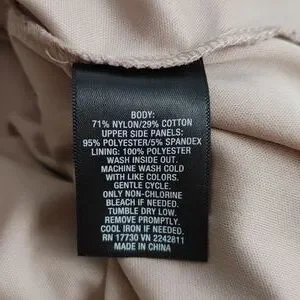 BODY:
71% NYLON/29% COTTON
UPPER SIDE PANELS:
95% POLYESTER/5% SPANDEX
LINING: 100% POLYESTER
WASH INSIDE OUT.
MACHINE WASH COLD
WITH LIKE COLORS.
GENTLE CYCLE.
ONLY NON-CHLORINE
BLEACH IF NEEDED.
TUMBLE DRY LOW.
REMOVE PROMPTLY.
COOL IRON IF NEEDED.
RN 17730 VN 2242811
MADE IN CHINA